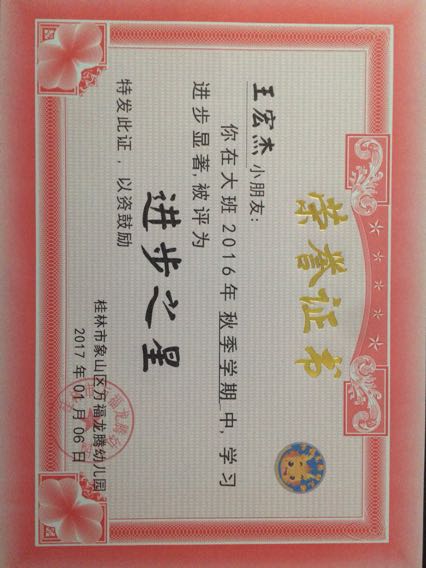 荣誉证书
王宏杰小朋友：
你在大班2016年秋季学期中，学习
进步显著，被评为
进步之星
特发此证，以资鼓励
桂林市象山区万福龙腾幼儿园
2017年01月06日